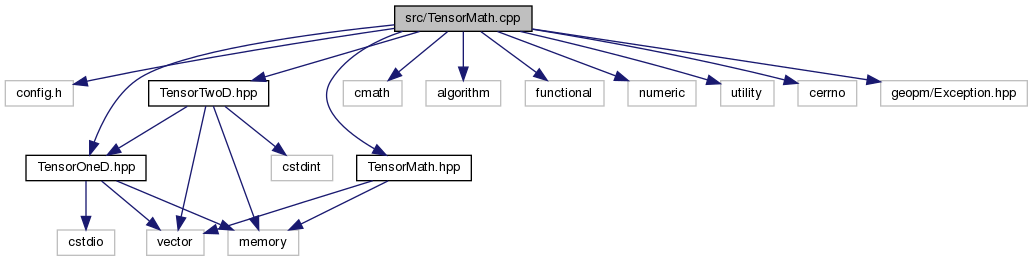 src/TensorMath.cpp
config.h
TensorTwoD.hpp
cmath
algorithm
functional
numeric
utility
cerrno
geopm/Exception.hpp
TensorOneD.hpp
cstdint
TensorMath.hpp
cstdio
vector
memory